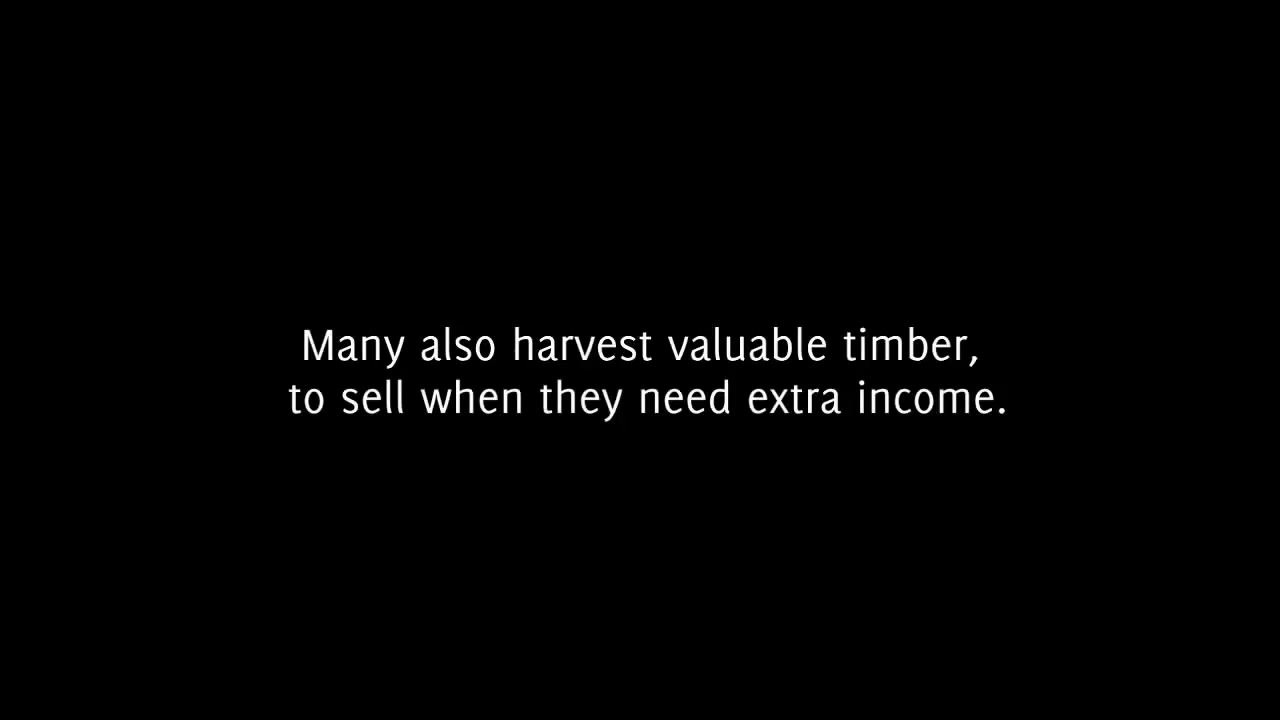 Many also harvest valuable timber,
to sell when they need extra income.